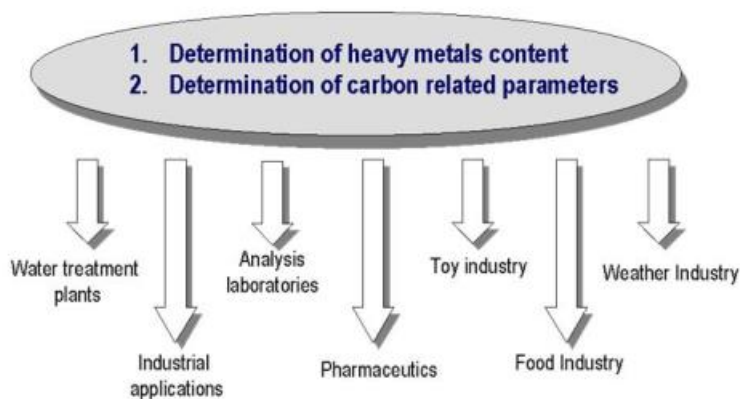 1. Determination of heavy metals content
2. Determination of carbon related parameters
Water treatment
plants
Industrial
applications
Analysis
laboratories
Pharmaceutics
Toy industry
Food Industry
Weather Industry